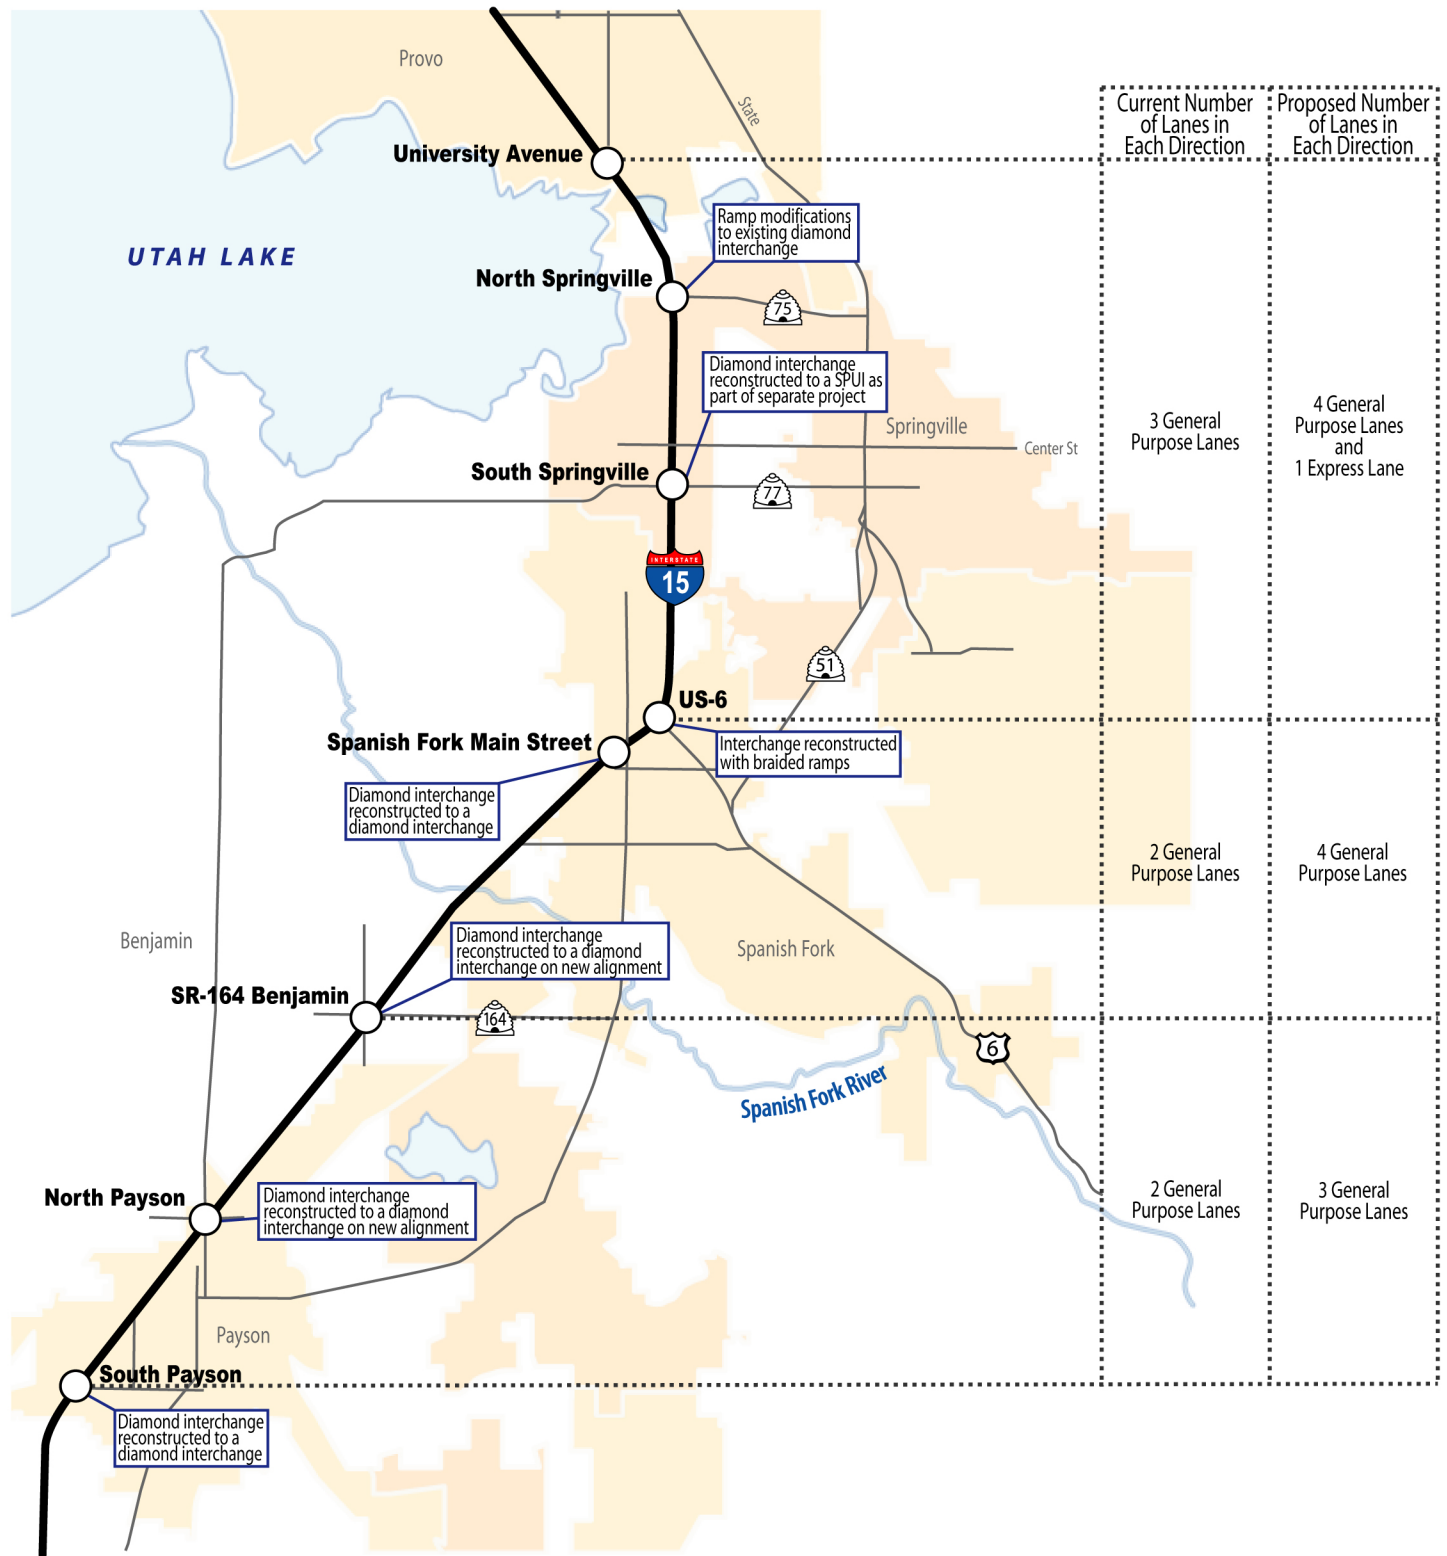 Provo
State
Current Number
of Lanes in
Each Direction
Proposed Number
of Lanes in
Each Direction
University Avenue
Ramp modifications
to existing diamond
interchange
UTAH LAKE
North Springville
75
Diamond interchange
reconstructed to a SPUI as
part of separate project
3 General
Purpose Lanes
4 General
Purpose Lanes
and
1 Express Lane
Springville
Center St
South Springville
77
INTERSTATE
15
51
US-6
Spanish Fork Main Street
Interchange reconstructed
with braided ramps
Diamond interchange
reconstructed to a
diamond interchange
2 General
Purpose Lanes
4 General
Purpose Lanes
Benjamin
Diamond interchange
reconstructed to a diamond
interchange on new alignment
Spanish Fork
SR-164 Benjamin
164
6
Spanish Fork River
North Payson
Diamond interchange
reconstructed to a diamond
interchange on new alignment
2 General
Purpose Lanes
3 General
Purpose Lanes
Payson
South Payson
Diamond interchange
reconstructed to a
diamond interchange